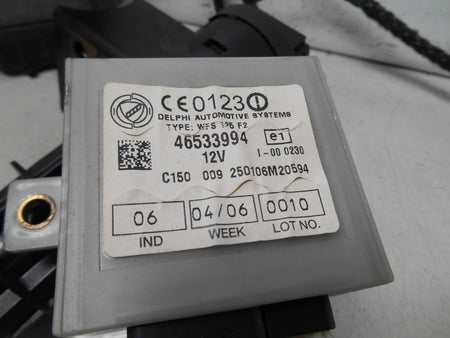 CE0123
DELPHI AUTOMOTIVE SYSTEMS
TYPE: WFS 125 F2
46533994 e1
12V I-00 0230
C150 009 250106M20594
06 04/06 0010
IND WEEK LOT NO.